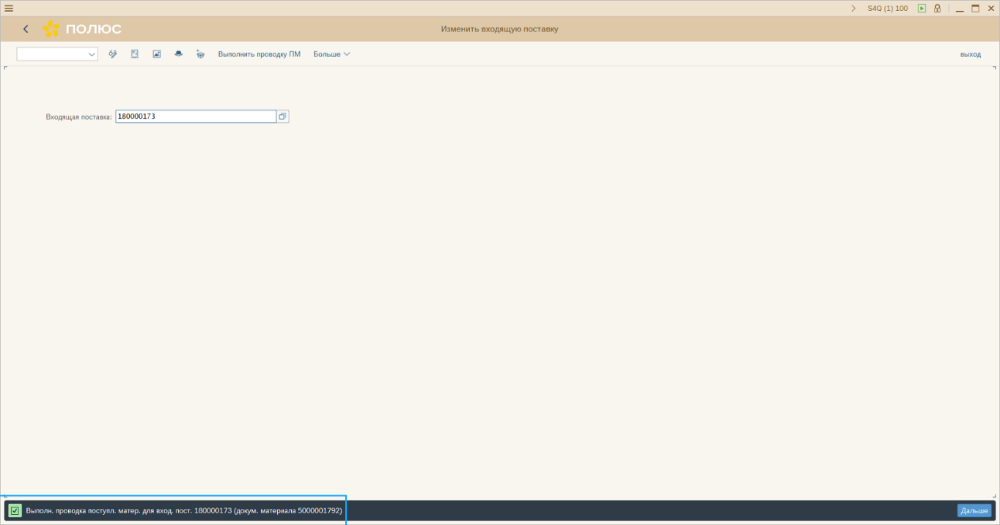 S4Q (1) 100
ПОЛЮС
Изменить входящую поставку
Выполнить проводку ПМ
Больше
выход
Входящая поставка: 180000173
Выполн. проводка поступл. матер. для вход. пост. 180000173 (докум. материала 5000001792)
Дальше